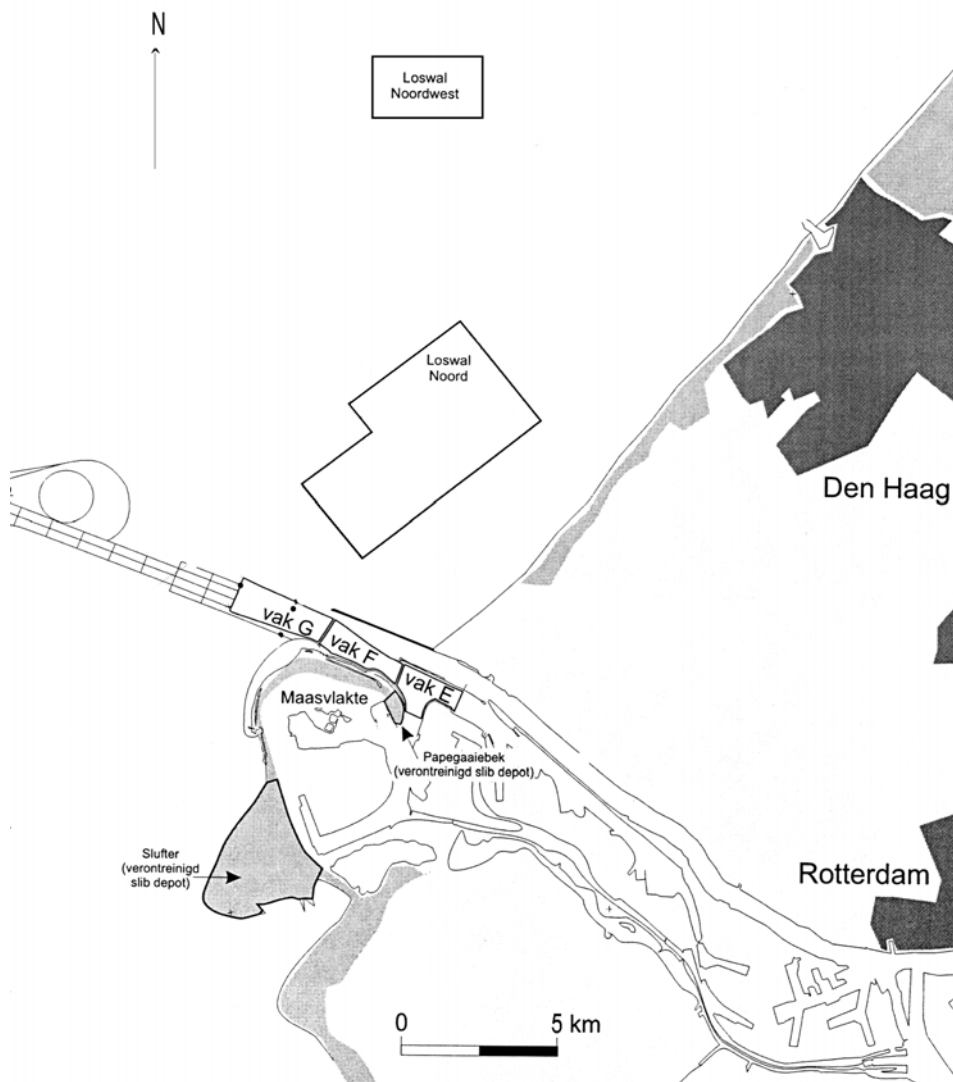 N
Loswal
Noordwest
Loswal
Noord
Den Haag
vak G
vak F
vak E
Maasvlakte
Papegaaiebek
(verontreinigd slib depot)
Slufter
(verontreinigd
slib depot)
Rotterdam
0 5 km